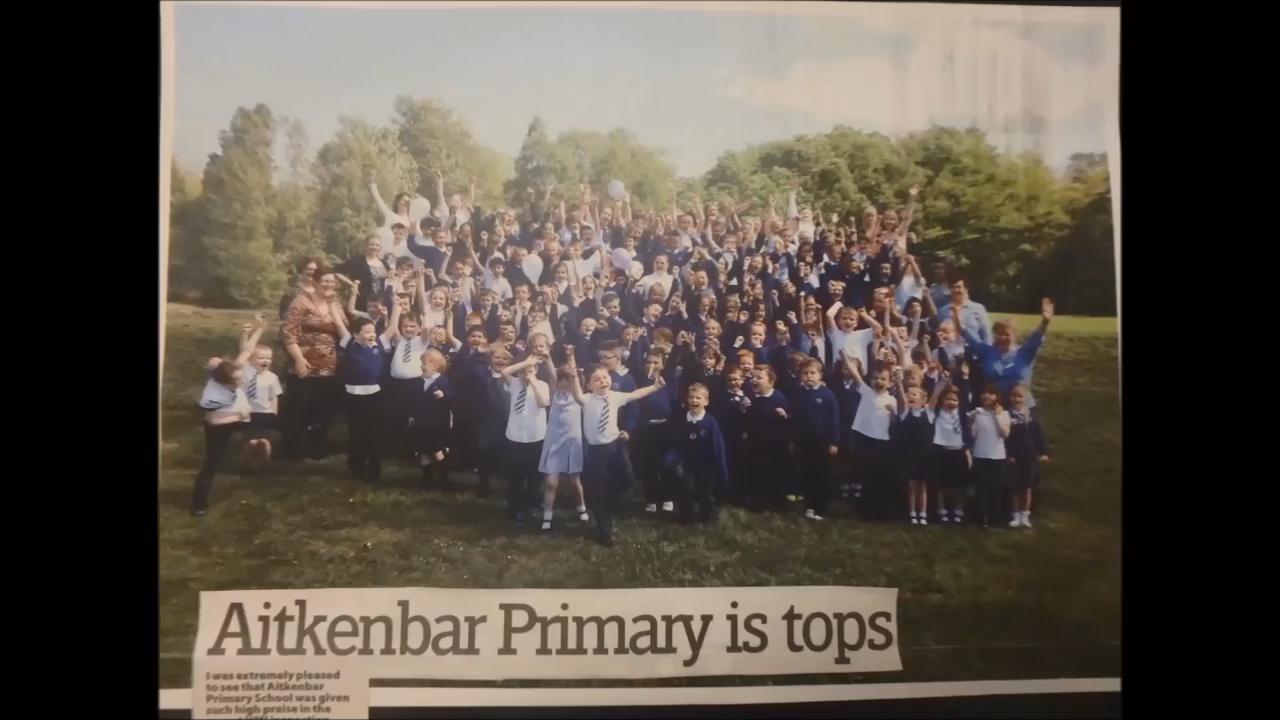 Aitkenbar Primary is tops
I was extremely pleased
to see that Aitkenbar
Primary School was given
such high praise in the
inspection